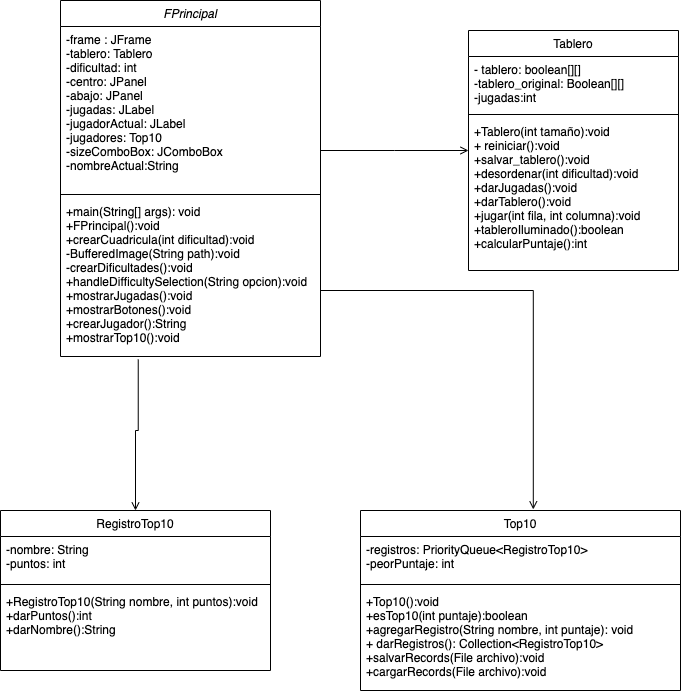 FPrincipal
-frame : JFrame
-tablero: Tablero
-dificultad: int
-centro: JPanel
-abajo: JPanel
-jugadas: JLabel
-jugadorActual: JLabel
-jugadores: Top10
-sizeComboBox: JComboBox
-nombreActual:String
+main(String[] args): void
+FPrincipal():void
+crearCuadricula(int dificultad):void
-BufferedImage(String path):void
-crearDificultades():void
+handleDifficultySelection(String opcion):void
+mostrarJugadas():void
+mostrarBotones():void
+crearJugador():String
+mostrarTop10():void
Tablero
- tablero: boolean[][]
-tablero_original: Boolean[][]
-jugadas:int
+Tablero(int tamaño):void
+ reiniciar():void
+salvar_tablero():void
+desordenar(int dificultad):void
+darJugadas():void
+darTablero():void
+jugar(int fila, int columna):void
+tableroIluminado():boolean
+calcularPuntaje():int
RegistroTop10
-nombre: String
-puntos: int
+RegistroTop10(String nombre, int puntos):void
+darPuntos():int
+darNombre():String
Top10
-registros: PriorityQueue<RegistroTop10>
-peorPuntaje: int
+Top10():void
+esTop10(int puntaje):boolean
+agregarRegistro(String nombre, int puntaje): void
+ darRegistros(): Collection<RegistroTop10>
+salvarRecords(File archivo):void
+cargarRecords(File archivo):void